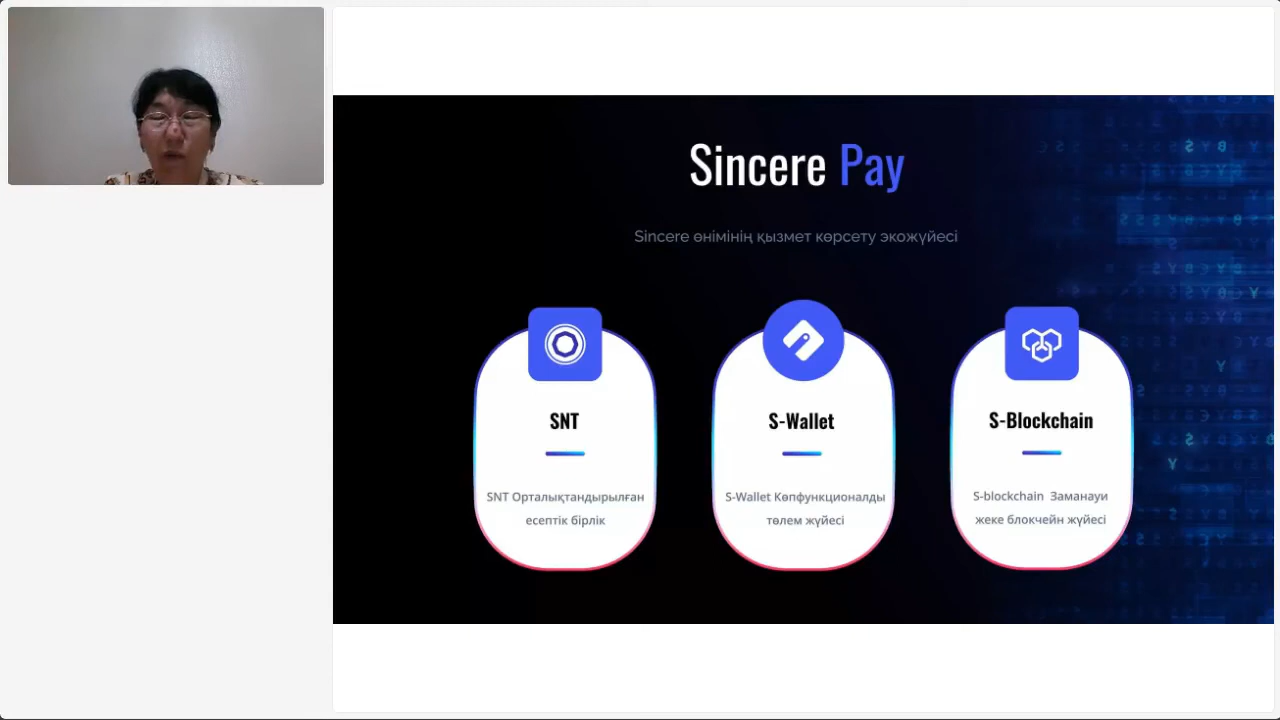 Sincere Pay
Sincere өнімінің қызмет көрсету экожүйесі
SNT
SNT Орталықтандырылған
есептік бірлік
S-Wallet
S-Wallet Көпфункционалды
төлем жүйесі
S-Blockchain
S-blockchain Заманауи
жеке блокчейн жүйесі